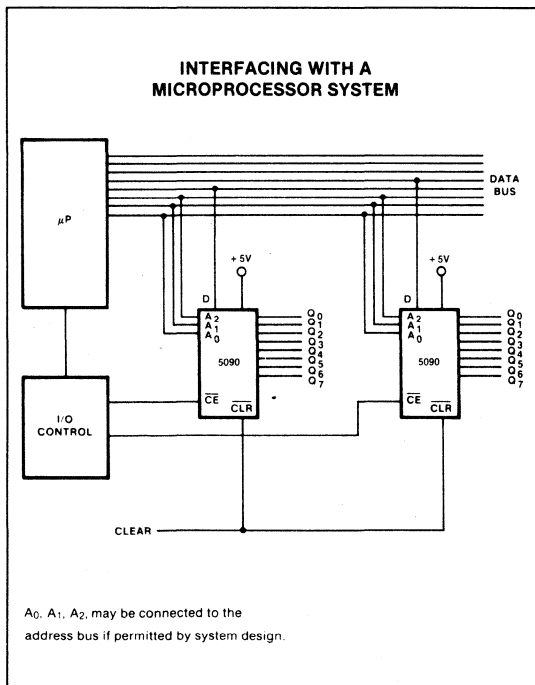 INTERFACING WITH A
MICROPROCESSOR SYSTEM
μP
DATA
BUS
+5V
+5V
D
A2
A1
A0
5090
CE
CLR
Q0
Q1
Q2
Q3
Q4
Q5
Q6
Q7
D
A2
A1
A0
5090
CE
CLR
Q0
Q1
Q2
Q3
Q4
Q5
Q6
Q7
I/O
CONTROL
CLEAR
A0, A1, A2, may be connected to the
address bus if permitted by system design.